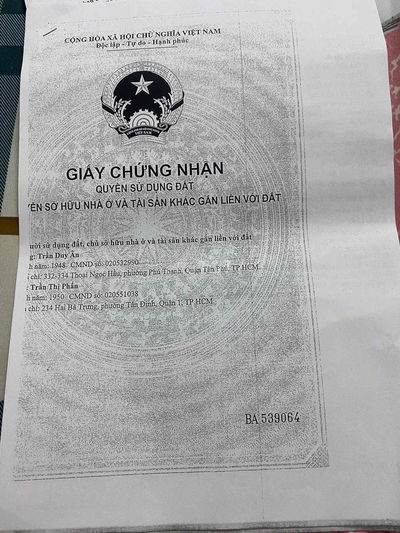 CỘNG HÒA XÃ HỘI CHỦ NGHĨA VIỆT NAM
Độc lập - Tự do - Hạnh phúc
VIỆT NAM
GIẤY CHỨNG NHẬN
QUYỀN SỬ DỤNG ĐẤT
YỀN SỞ HỮU NHÀ Ở VÀ TÀI SẢN KHÁC GẮN LIỀN VỚI ĐẤT
ười sử dụng đất, chủ sở hữu nhà ở và tài sản khác gắn liền với đất
g: Trần Duy Ân
h năm: 1948 CMND số: 020532990
chỉ: 332-334 Thoại Ngọc Hầu, phường Phú Thạnh, Quận Tân Phú, TP.HCM.
: Trần Thị Phấn
h năm: 1950 CMND số: 020551038
chỉ: 234 Hai Bà Trưng, phường Tân Định, Quận 1, TP.HCM.
BA 539064